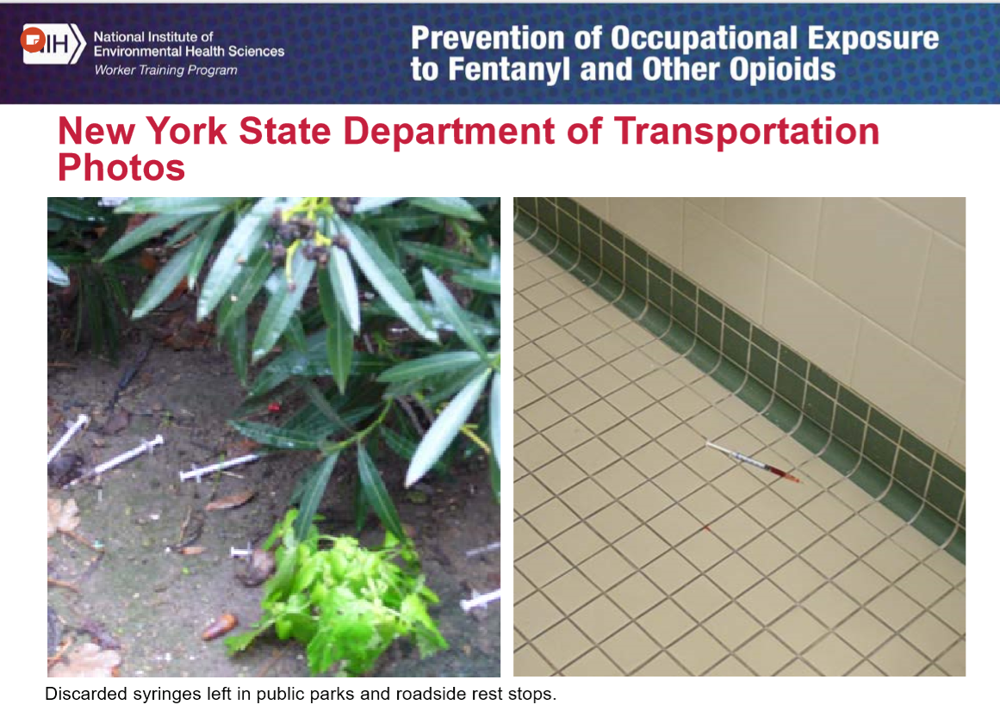 NIH
National Institute of
Environmental Health Sciences
Worker Training Program
Prevention of Occupational Exposure
to Fentanyl and Other Opioids
New York State Department of Transportation
Photos
Discarded syringes left in public parks and roadside rest stops.